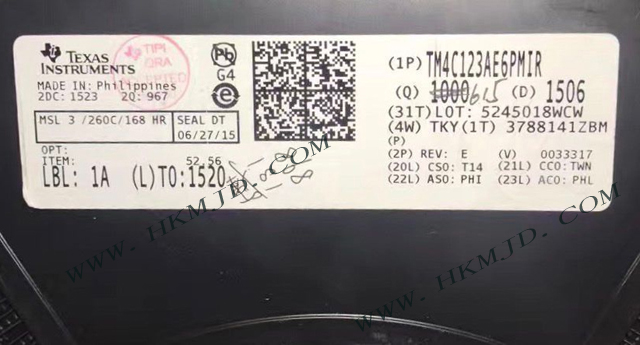 TEXAS
INSTRUMENTS
TIPI
QRA
MADE IN: Philippines
2DC: 1523 2Q: 967
Pb
G4
e
MSL 3 /260C/168 HR SEAL DT
06/27/15
OPT:
ITEM: 52,56
LBL: 1A (L)TO:1520
(1P) TM4C123AE6PMIR
(Q) 1000 615 (D) 1506
(31T)LOT: 5245018WCW
(4W) TKY(1T) 3788141ZBM
(P)
(2P) REV: E (V) 0033317
(20L) CSO: T14 (21L) CCO:TWN
(22L) ASO: PHI (23L) ACO: PHL
WWW.HKMJD.COM
WWW.HKMJD.COM